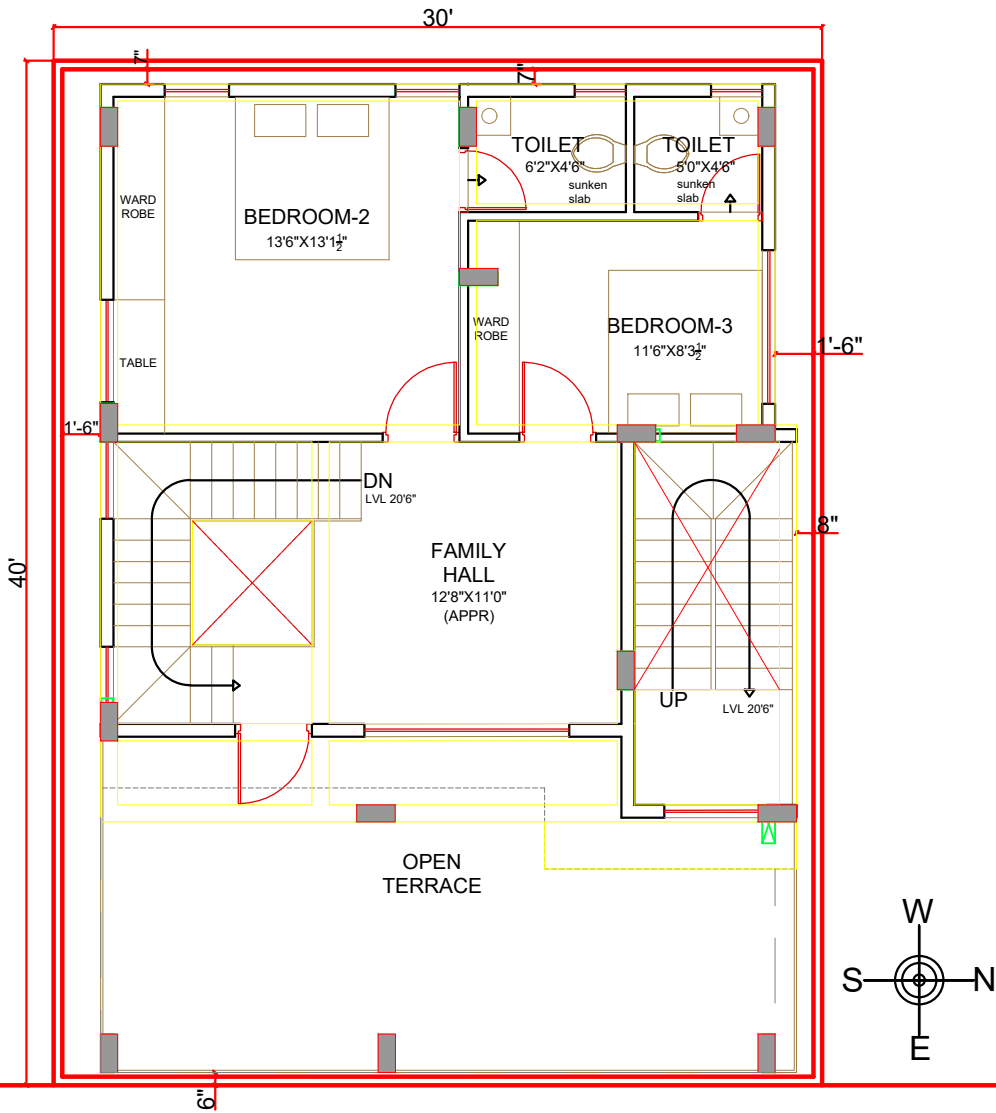 30'
7"
7"
TOILET
6'2"X4'6"
sunken
slab
TOILET
5'0"X4'6"
sunken
slab
WARD
ROBE
BEDROOM-2
13'6"X13'1½"
TABLE
WARD
ROBE
BEDROOM-3
11'6"X8'3½"
1'-6"
1'-6"
DN
LVL 20'6"
8"
FAMILY
HALL
12'8"X11'0"
(APPR)
40'
UP
LVL 20'6"
OPEN
TERRACE
W
S
N
E
6"